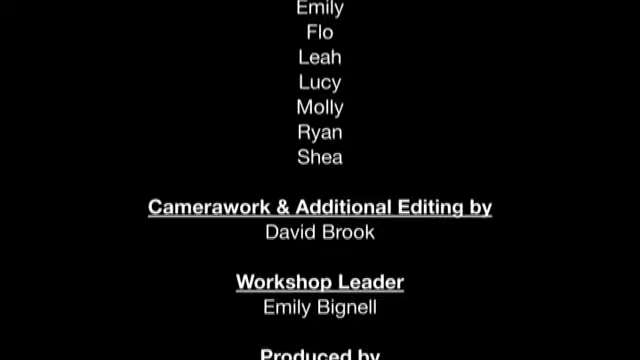 Emily
Flo
Leah
Lucy
Molly
Ryan
Shea
Camerawork & Additional Editing by
David Brook
Workshop Leader
Emily Bignell
Produced by